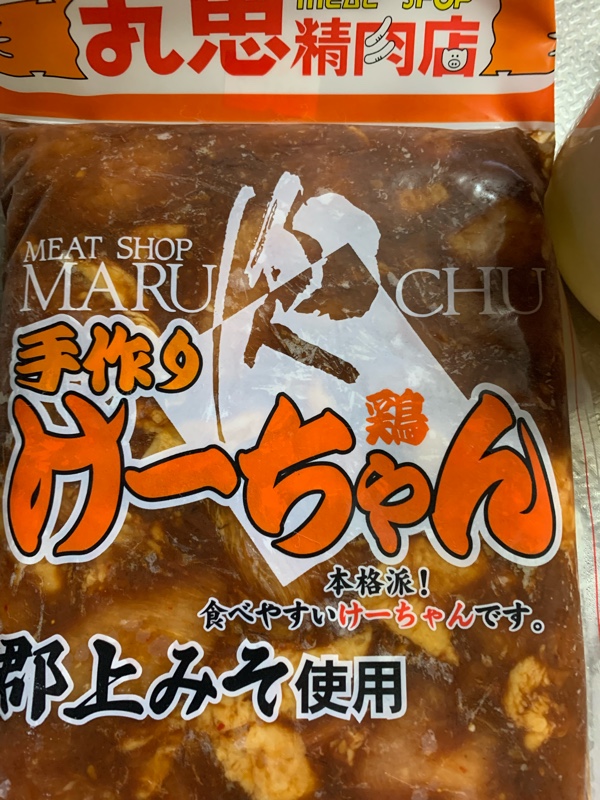 MEAT SHOP
丸忠精肉店
MEAT SHOP
MARU CHU
手作り
鶏
けーちゃん
本格派!
食べやすいけーちゃんです。
郡上みそ使用